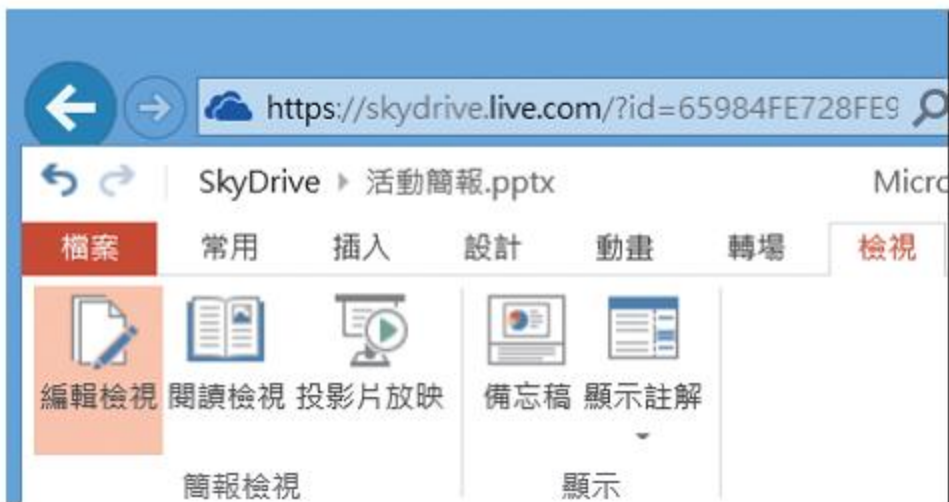 https://skydrive.live.com/?id=65984FE728FE9
SkyDrive ▸ 活動簡報.pptx Micro
檔案 常用 插入 設計 動畫 轉場 檢視
編輯檢視 閱讀檢視 投影片放映 備忘稿 顯示註解
簡報檢視 顯示